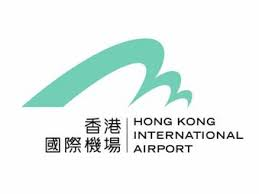 香港
國際機場
HONG KONG
INTERNATIONAL
AIRPORT